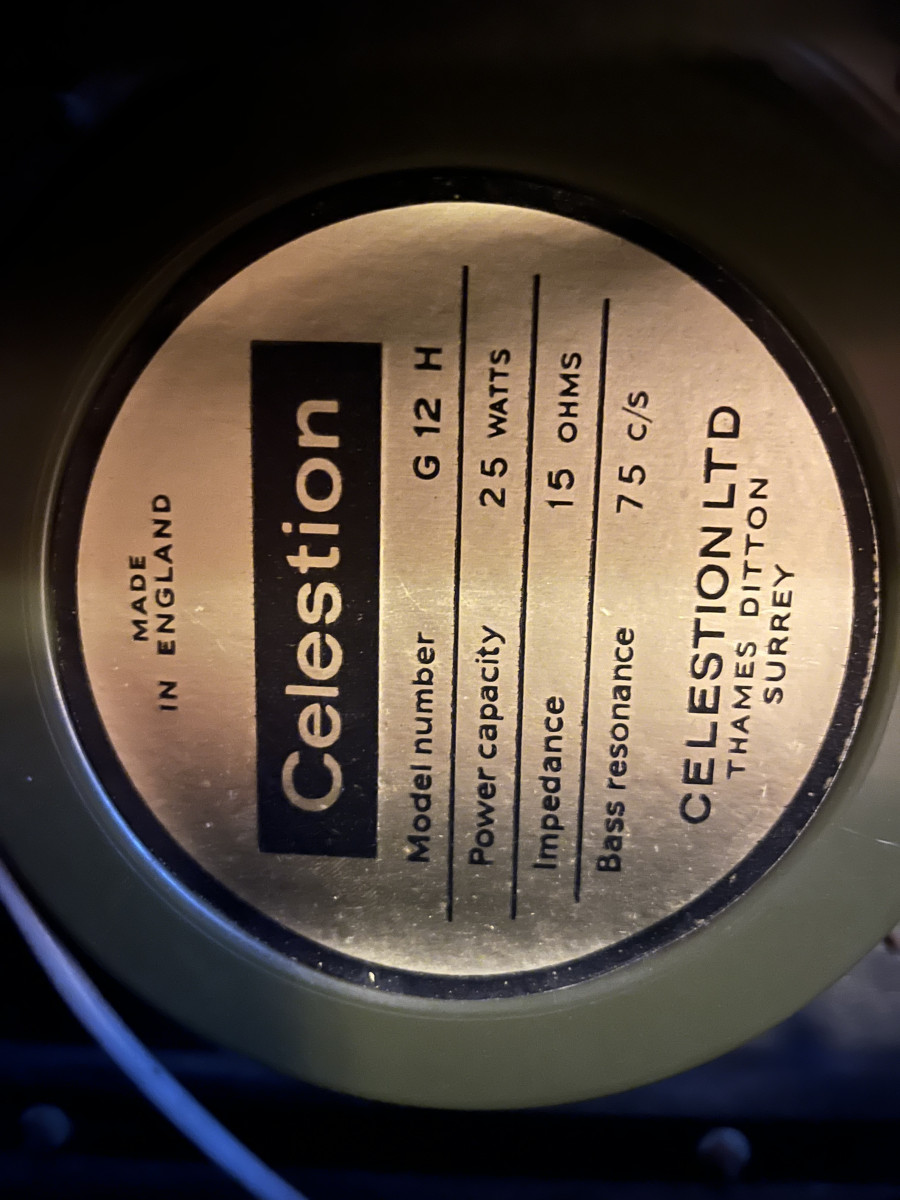 MADE
IN ENGLAND
Celestion
Model number G 12 H
Power capacity 25 WATTS
Impedance 15 OHMS
Bass resonance 75 c/s
CELESTION LTD
THAMES DITTON
SURREY